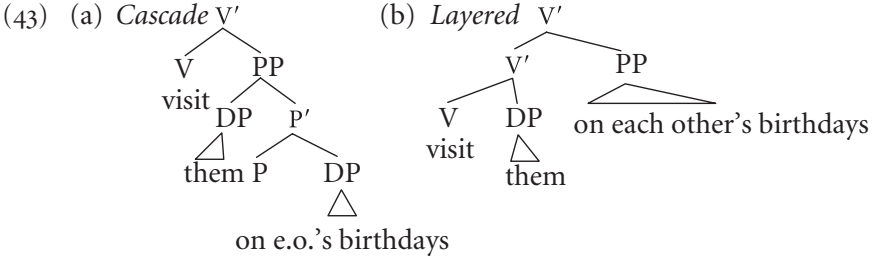 (43) (a) Cascade V′ (b) Layered V′
V PP V′ PP
visit DP P′ V DP on each other's birthdays
them P DP visit them
on e.o.'s birthdays